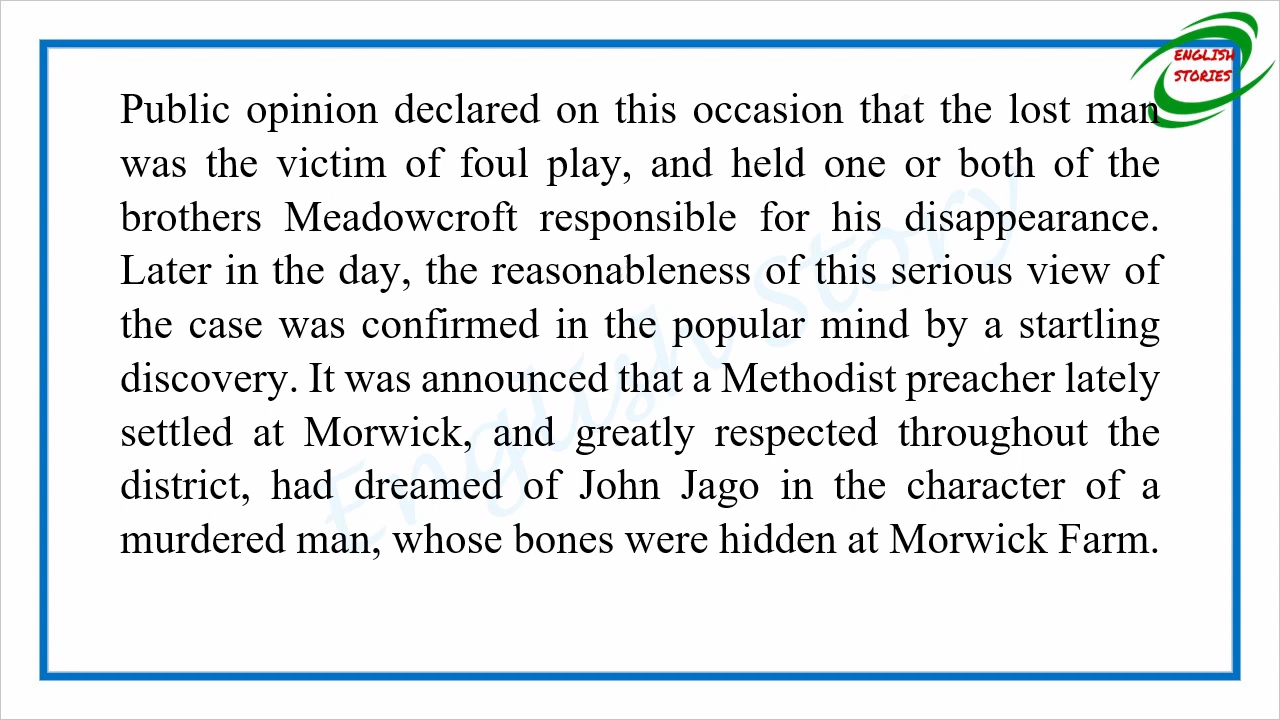 ENGLISH
STORIES
Public opinion declared on this occasion that the lost man
was the victim of foul play, and held one or both of the
brothers Meadowcroft responsible for his disappearance.
Later in the day, the reasonableness of this serious view of
the case was confirmed in the popular mind by a startling
discovery. It was announced that a Methodist preacher lately
settled at Morwick, and greatly respected throughout the
district, had dreamed of John Jago in the character of a
murdered man, whose bones were hidden at Morwick Farm.
English Story